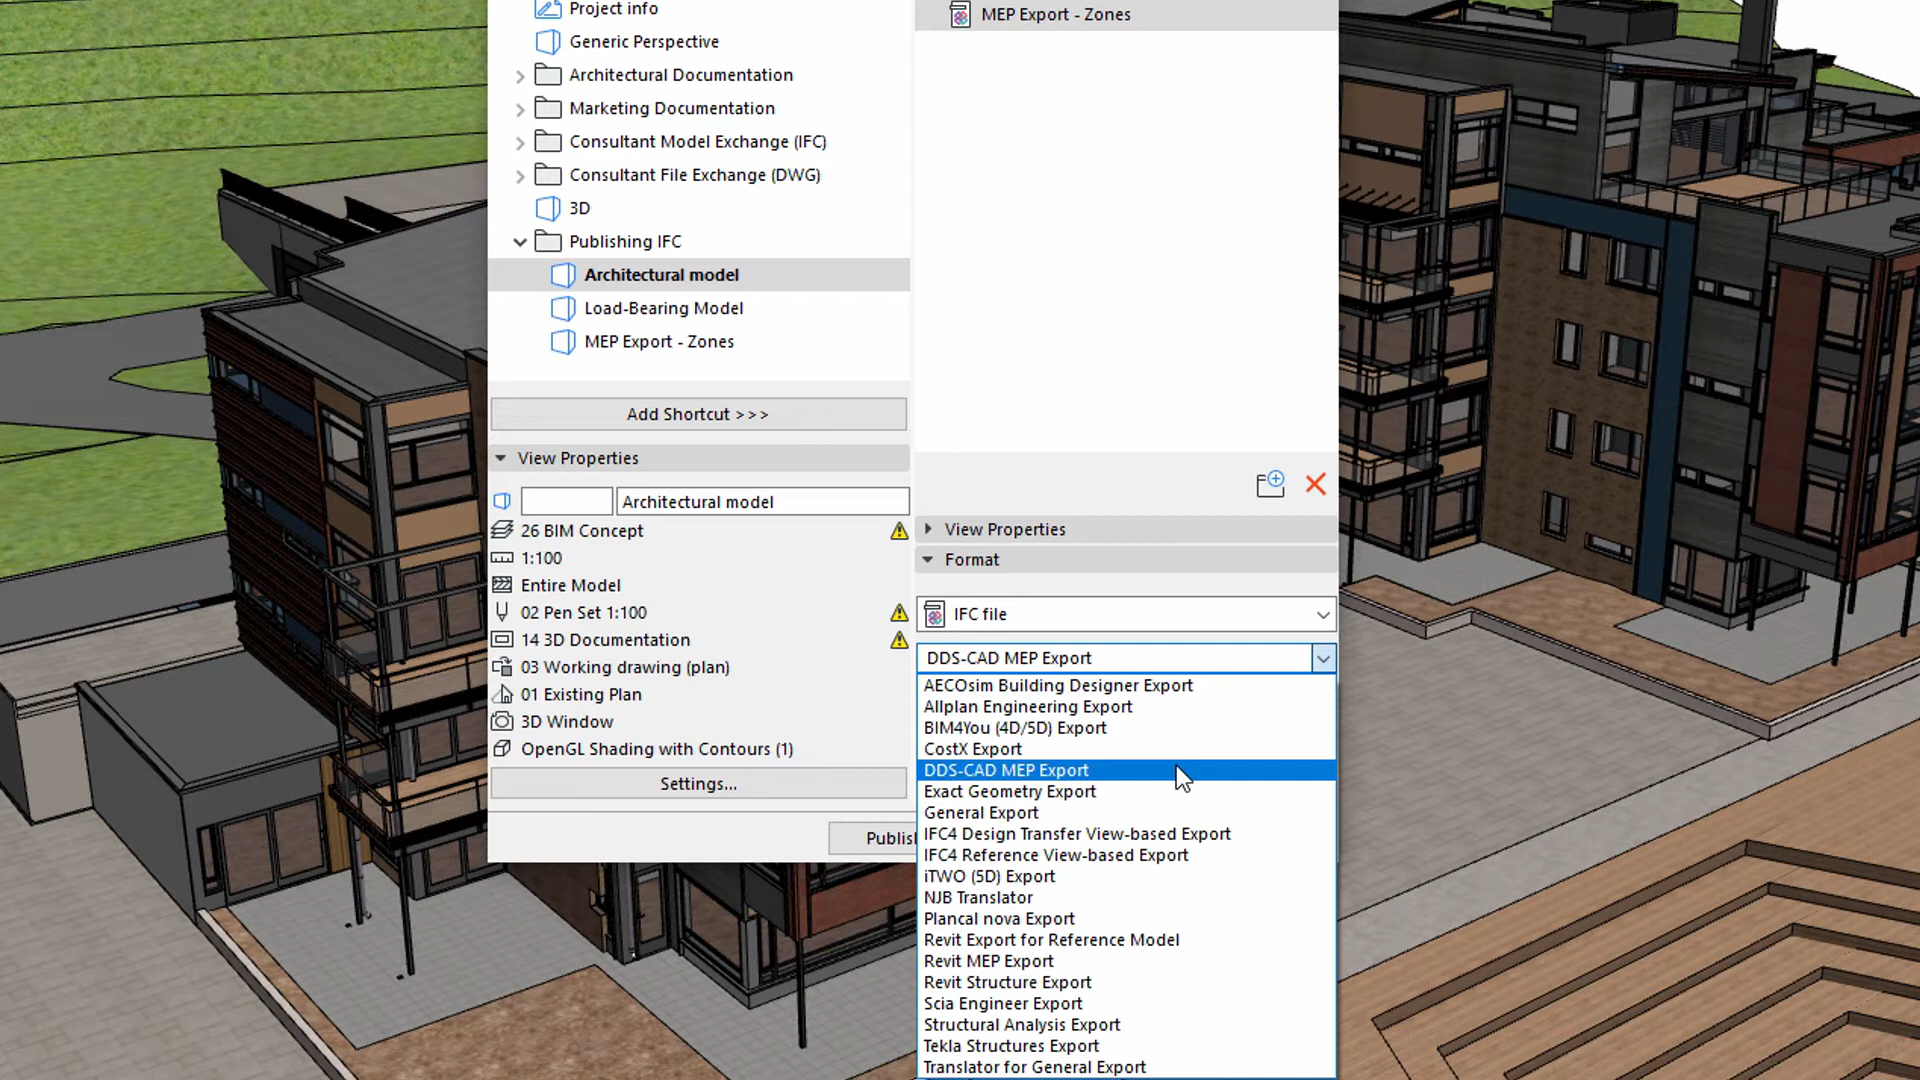 Project info
Generic Perspective
Architectural Documentation
Marketing Documentation
Consultant Model Exchange (IFC)
Consultant File Exchange (DWG)
3D
Publishing IFC
Architectural model
Load-Bearing Model
MEP Export - Zones
Add Shortcut >>>
View Properties
Architectural model
26 BIM Concept
1:100
Entire Model
02 Pen Set 1:100
14 3D Documentation
03 Working drawing (plan)
01 Existing Plan
3D Window
OpenGL Shading with Contours (1)
Settings...
MEP Export - Zones
View Properties
Format
IFC file
DDS-CAD MEP Export
AECOsim Building Designer Export
Allplan Engineering Export
BIM4You (4D/5D) Export
CostX Export
DDS-CAD MEP Export
Exact Geometry Export
General Export
IFC4 Design Transfer View-based Export
IFC4 Reference View-based Export
iTWO (5D) Export
NJB Translator
Plancal nova Export
Revit Export for Reference Model
Revit MEP Export
Revit Structure Export
Scia Engineer Export
Structural Analysis Export
Tekla Structures Export
Translator for General Export